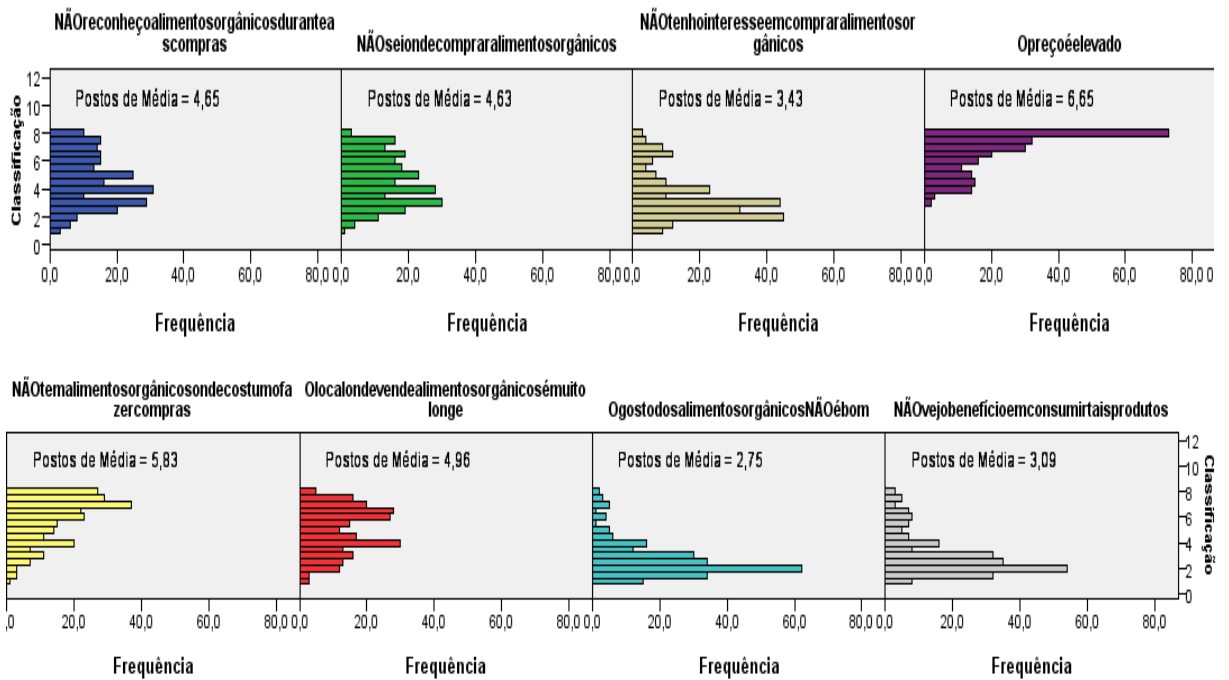 NÃOreconheçoalimentosorgânicosdurantea
scompras
NÃOseiondecompraralimentosorgânicos
NÃOtenhointeresseemcompraralimentosor
gânicos
Opreçoéelevado
Classificação
12
10
8
6
4
2
0
Postos de Média = 4,65
Postos de Média = 4,63
Postos de Média = 3,43
Postos de Média = 6,65
0,0 20,0 40,0 60,0 80,0
0,0 20,0 40,0 60,0 80,0
0,0 20,0 40,0 60,0 80,0
0,0 20,0 40,0 60,0 80,0
Frequência
Frequência
Frequência
Frequência
NÃOtemalimentosorgânicosondecostumofa
zercompras
Olocalondevendealimentosorgânicosémuito
longe
OgostodosalimentosorgânicosNÃOébom
NÃOvejobenefícioemconsumirtaisprodutos
Postos de Média = 5,83
Postos de Média = 4,96
Postos de Média = 2,75
Postos de Média = 3,09
12
10
8
6
4
2
0
Classificação
,0 20,0 40,0 60,0 80,0
,0 20,0 40,0 60,0 80,0
,0 20,0 40,0 60,0 80,0
,0 20,0 40,0 60,0 80,0
Frequência
Frequência
Frequência
Frequência